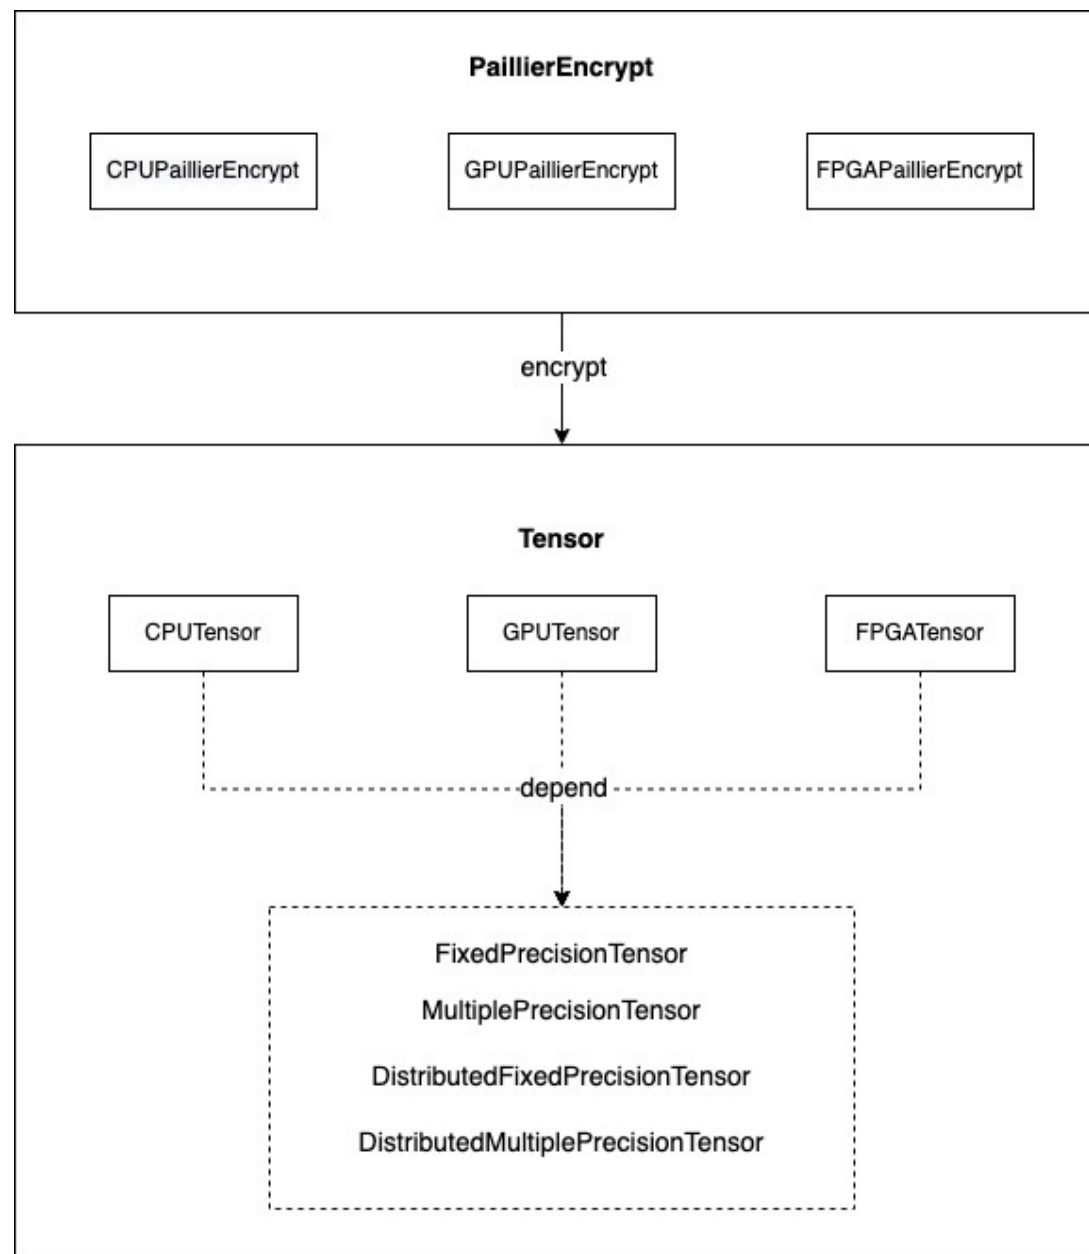 PaillierEncrypt
CPUPaillierEncrypt GPUPaillierEncrypt FPGAPaillierEncrypt
encrypt
Tensor
CPUTensor GPUTensor FPGATensor
depend
FixedPrecisionTensor
MultiplePrecisionTensor
DistributedFixedPrecisionTensor
DistributedMultiplePrecisionTensor